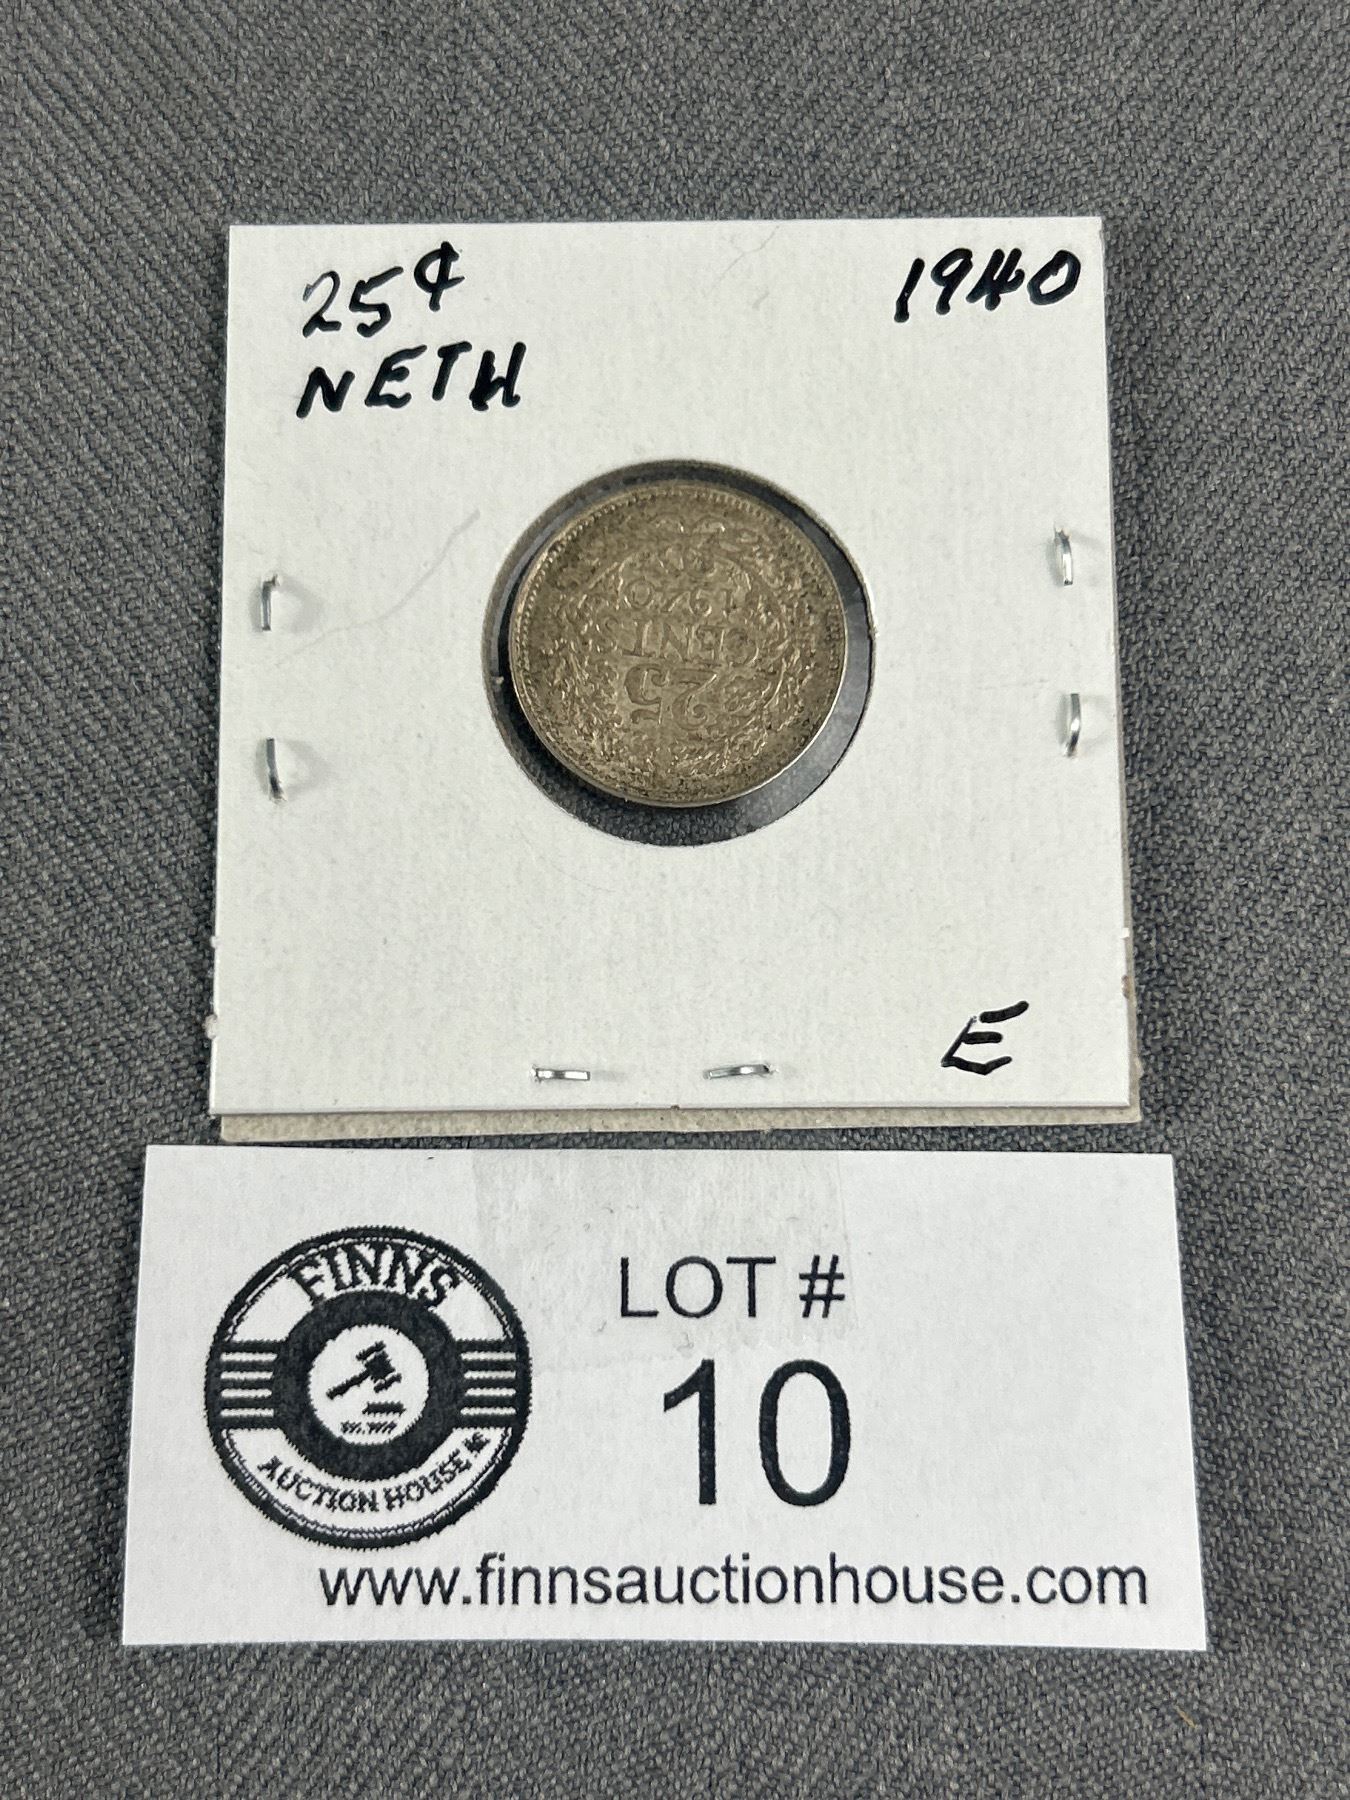 25¢
NETH
1940
1940
CENTS
25
E
FINNS
AUCTION HOUSE
LOT #
10
www.finnsauctionhouse.com